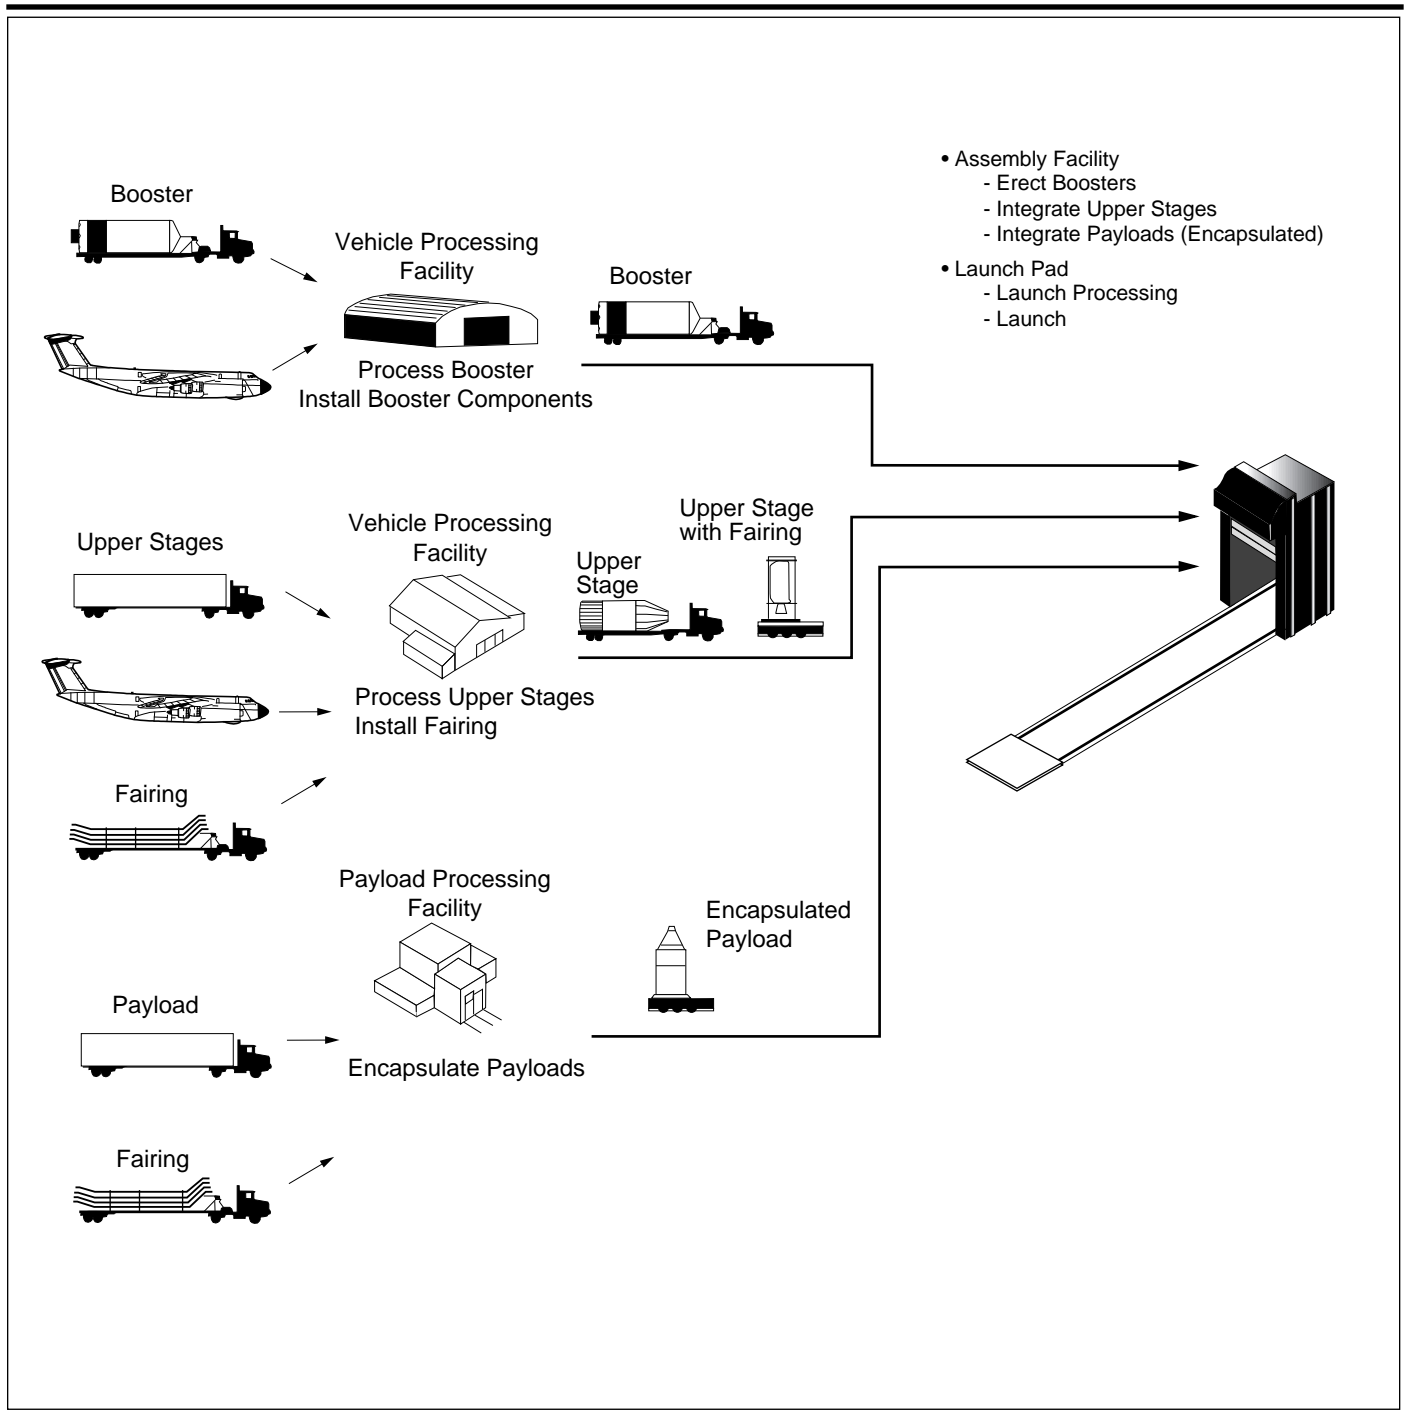 • Assembly Facility
- Erect Boosters
- Integrate Upper Stages
- Integrate Payloads (Encapsulated)
• Launch Pad
- Launch Processing
- Launch
Booster
Vehicle Processing
Facility
Process Booster
Install Booster Components
Booster
Upper Stages
Vehicle Processing
Facility
Process Upper Stages
Install Fairing
Upper
Stage
Upper Stage
with Fairing
Fairing
Payload Processing
Facility
Encapsulate Payloads
Encapsulated
Payload
Payload
Fairing